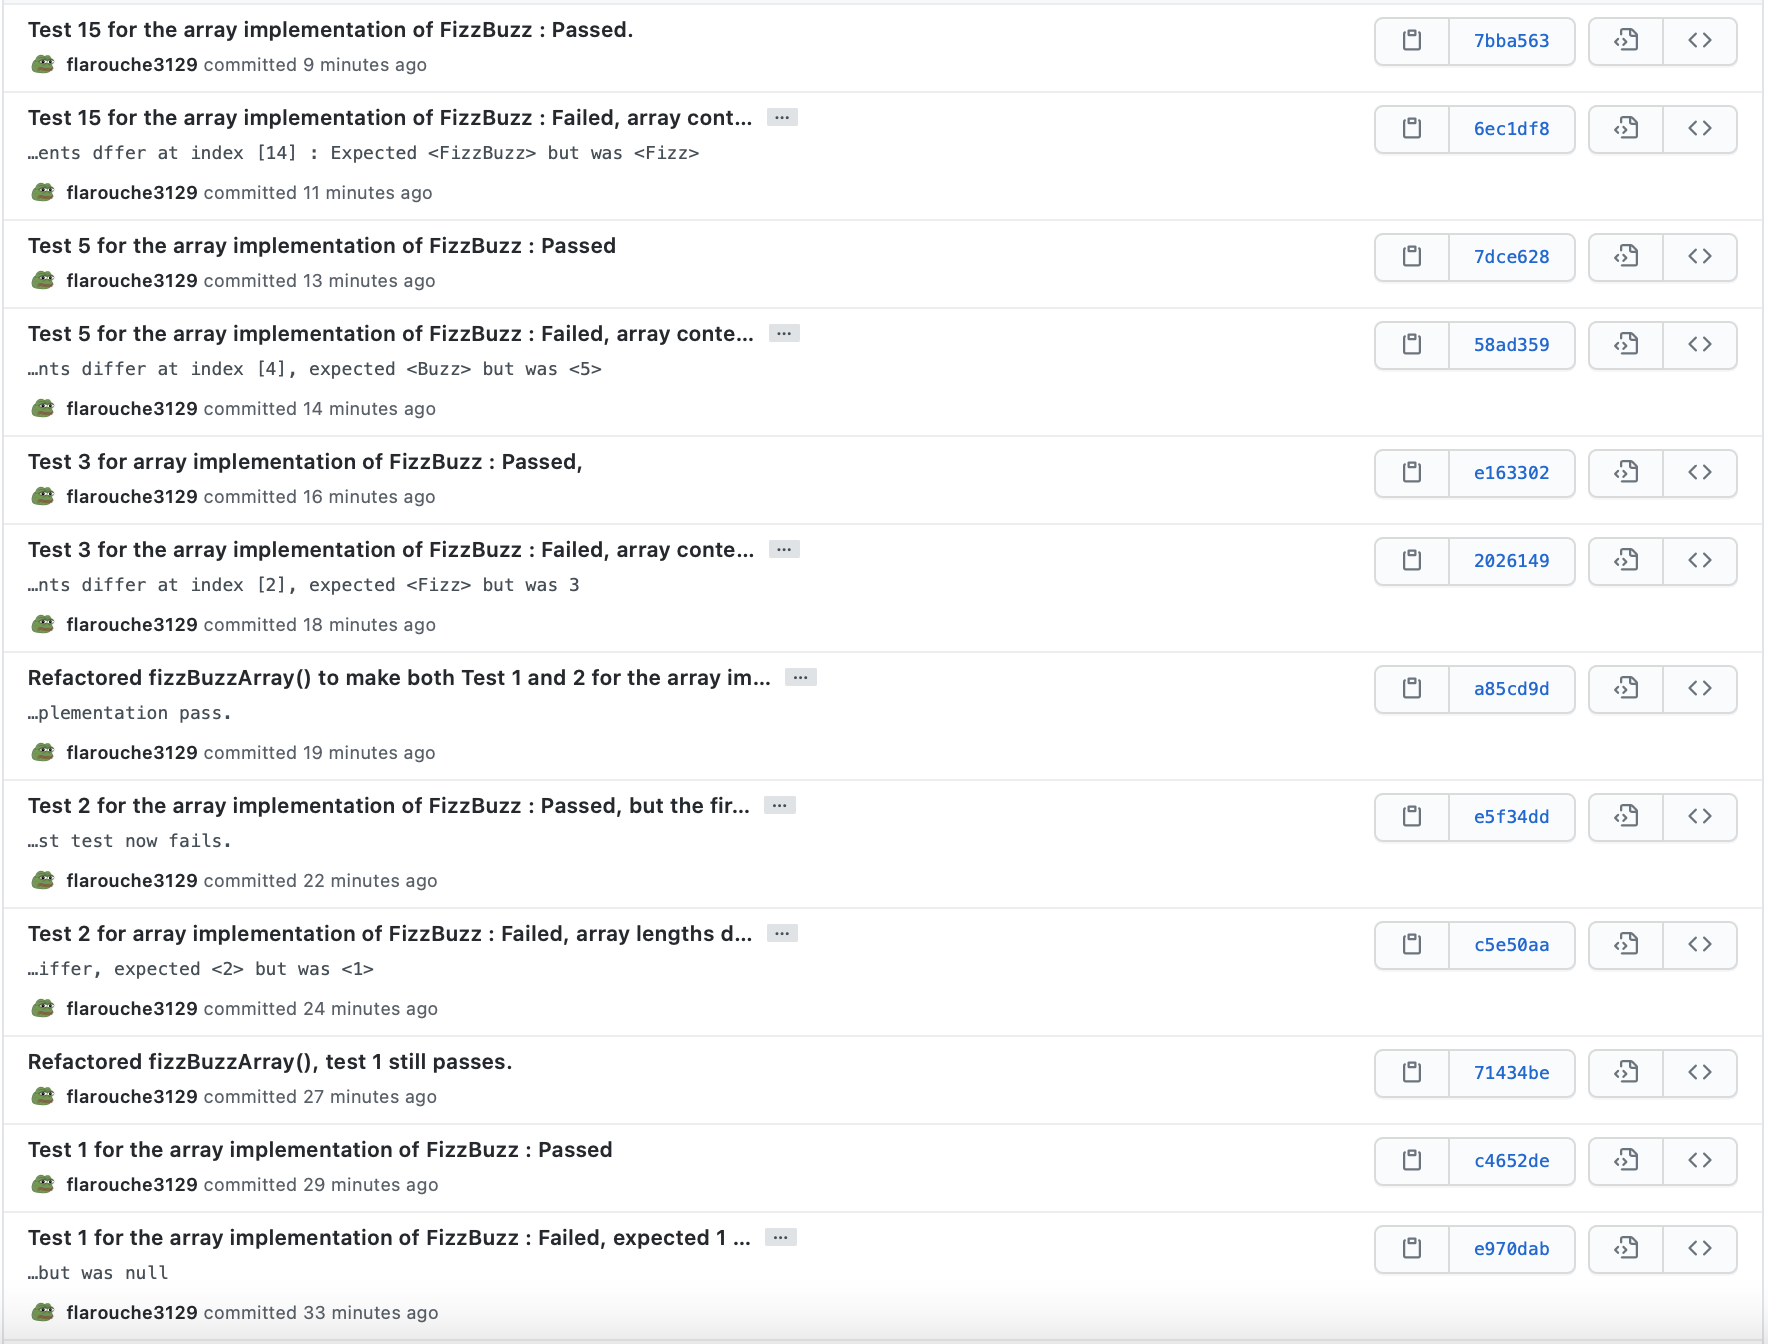 Test 15 for the array implementation of FizzBuzz : Passed.
7bba563
flarouche3129 committed 9 minutes ago
Test 15 for the array implementation of FizzBuzz : Failed, array cont... ...
6ec1df8
…ents dffer at index [14] : Expected <FizzBuzz> but was <Fizz>
flarouche3129 committed 11 minutes ago
Test 5 for the array implementation of FizzBuzz : Passed
7dce628
flarouche3129 committed 13 minutes ago
Test 5 for the array implementation of FizzBuzz : Failed, array conte... ...
58ad359
…nts differ at index [4], expected <Buzz> but was <5>
flarouche3129 committed 14 minutes ago
Test 3 for array implementation of FizzBuzz : Passed,
e163302
flarouche3129 committed 16 minutes ago
Test 3 for the array implementation of FizzBuzz : Failed, array conte... ...
2026149
…nts differ at index [2], expected <Fizz> but was 3
flarouche3129 committed 18 minutes ago
Refactored fizzBuzzArray() to make both Test 1 and 2 for the array im... ...
a85cd9d
…plementation pass.
flarouche3129 committed 19 minutes ago
Test 2 for the array implementation of FizzBuzz : Passed, but the fir... ...
e5f34dd
…st test now fails.
flarouche3129 committed 22 minutes ago
Test 2 for array implementation of FizzBuzz : Failed, array lengths d... ...
c5e50aa
…iffer, expected <2> but was <1>
flarouche3129 committed 24 minutes ago
Refactored fizzBuzzArray(), test 1 still passes.
71434be
flarouche3129 committed 27 minutes ago
Test 1 for the array implementation of FizzBuzz : Passed
c4652de
flarouche3129 committed 29 minutes ago
Test 1 for the array implementation of FizzBuzz : Failed, expected 1 ... ...
e970dab
…but was null
flarouche3129 committed 33 minutes ago